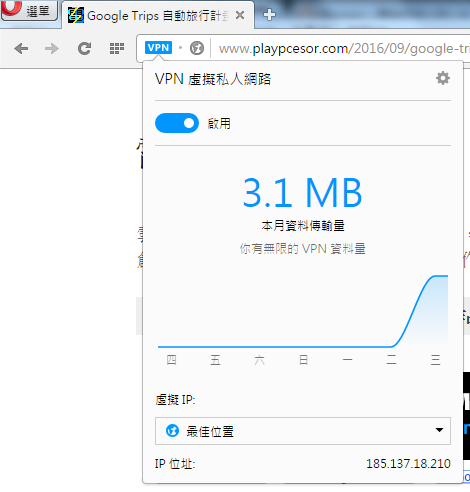 選單
Google Trips 自動旅行計畫
VPN
www.playpcesor.com/2016/09/google-tri
VPN 虛擬私人網路
啟用
3.1 MB
本月資料傳輸量
你有無限的 VPN 資料量
四 五 六 日 一 二 三
虛擬 IP:
最佳位置
IP 位址: 185.137.18.210